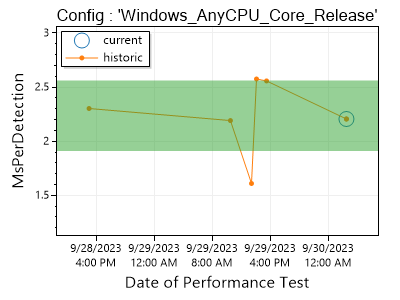 Config : 'Windows_AnyCPU_Core_Release'
current
historic
MsPerDetection
3
2.5
2
1.5
9/28/2023 9/29/2023 9/29/2023 9/29/2023 9/30/2023
4:00 PM 12:00 AM 8:00 AM 4:00 PM 12:00 AM
Date of Performance Test